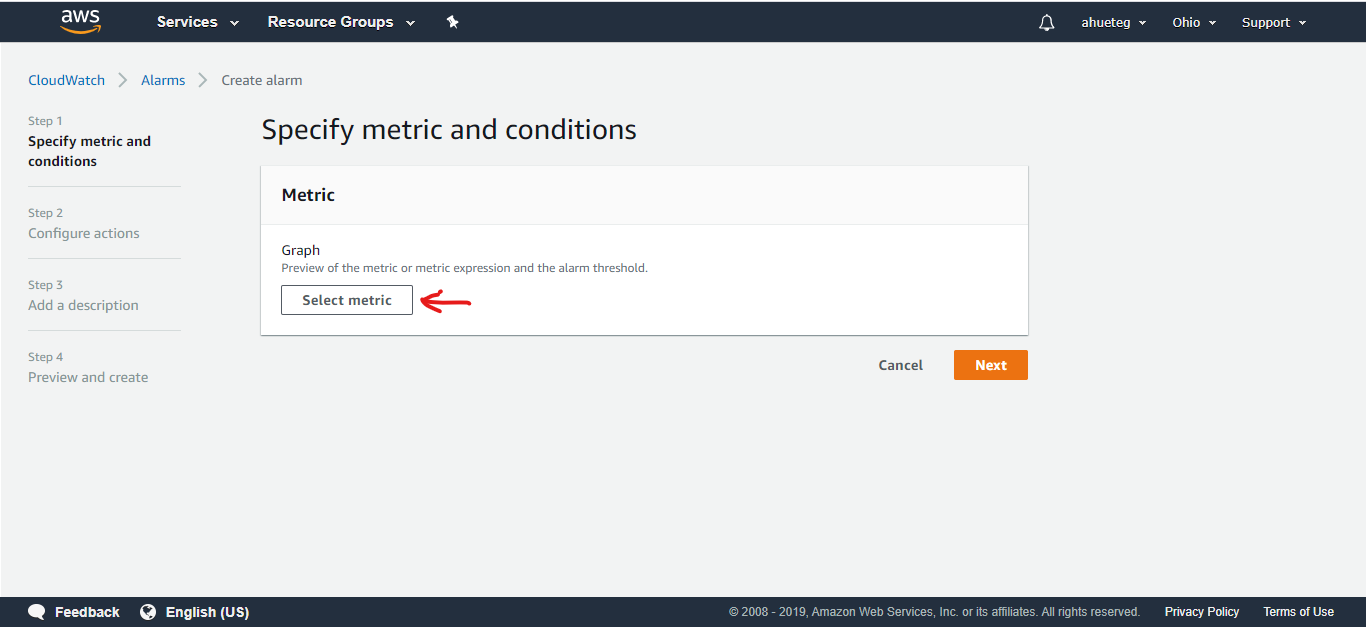 aws Services Resource Groups ahueteg Ohio Support
CloudWatch Alarms Create alarm
Step 1
Specify metric and
conditions
Step 2
Configure actions
Step 3
Add a description
Step 4
Preview and create
Specify metric and conditions
Metric
Graph
Preview of the metric or metric expression and the alarm threshold.
Select metric
Cancel Next
Feedback English (US) © 2008 - 2019, Amazon Web Services, Inc. or its affiliates. All rights reserved. Privacy Policy Terms of Use